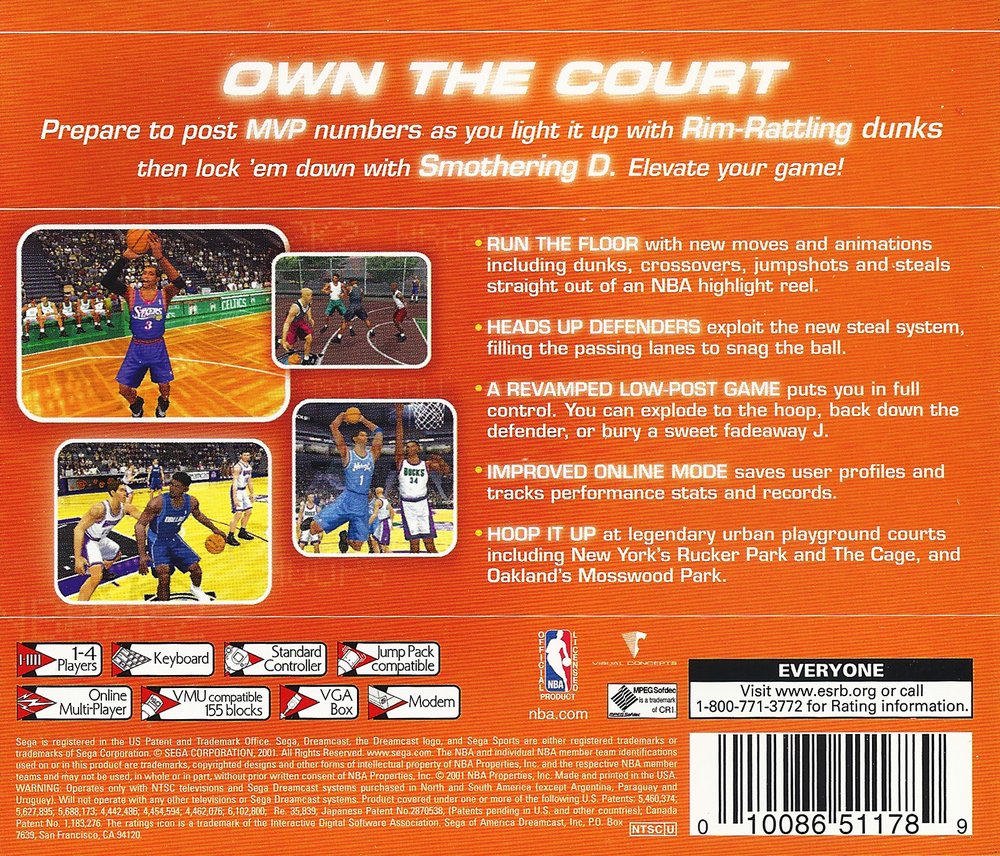 OWN THE COURT
Prepare to post MVP numbers as you light it up with Rim-Rattling dunks
then lock 'em down with Smothering D. Elevate your game!
SIXERS
3
CELTICS
MAVERICKS
1
BUCKS
34
• RUN THE FLOOR with new moves and animations
including dunks, crossovers, jumpshots and steals
straight out of an NBA highlight reel.
• HEADS UP DEFENDERS exploit the new steal system,
filling the passing lanes to snag the ball.
• A REVAMPED LOW-POST GAME puts you in full
control. You can explode to the hoop, back down the
defender, or bury a sweet fadeaway J.
• IMPROVED ONLINE MODE saves user profiles and
tracks performance stats and records.
• HOOP IT UP at legendary urban playground courts
including New York's Rucker Park and The Cage, and
Oakland's Mosswood Park.
1-4
Players
Keyboard
Standard
Controller
Jump Pack
compatible
Online
Multi-Player
VMU compatible
155 blocks
VGA
Box
Modem
OFFICIAL LICENSED
NBA
PRODUCT
nba.com
VISUAL CONCEPTS
MPEG Sofdec
MPEG Sofdec
is a trademark
of CRI
EVERYONE
Visit www.esrb.org or call
1-800-771-3772 for Rating information.
Sega is registered in the US Patent and Trademark Office. Sega, Dreamcast, the Dreamcast logo, and Sega Sports are either registered trademarks or
trademarks of Sega Corporation. © SEGA CORPORATION, 2001. All Rights Reserved. www.sega.com. The NBA and individual NBA member team identifications
used on or in this product are trademarks, copyrighted designs and other forms of intellectual property of NBA Properties, Inc. and the respective NBA member
teams and may not be used, in whole or in part, without prior written consent of NBA Properties, Inc. © 2001 NBA Properties, Inc. Made and printed in the USA.
WARNING: Operates only with NTSC televisions and Sega Dreamcast systems purchased in North and South America (except Argentina, Paraguay and
Uruguay). Will not operate with any other televisions or Sega Dreamcast systems. Product covered under one or more of the following U.S. Patents: 5,460,374;
5,627,895, 5,688,173; 4,442,486; 4,454,594; 4,462,076; 6,102,800; Re. 35,839; Japanese Patent No.2870538, (Patents pending in U.S. and other countries); Canada
Patent No. 1,183,276. The ratings icon is a trademark of the Interactive Digital Software Association. Sega of America Dreamcast, Inc, P.O. Box
7639, San Francisco, CA 94120.
NTSC U
0 10086 51178 9